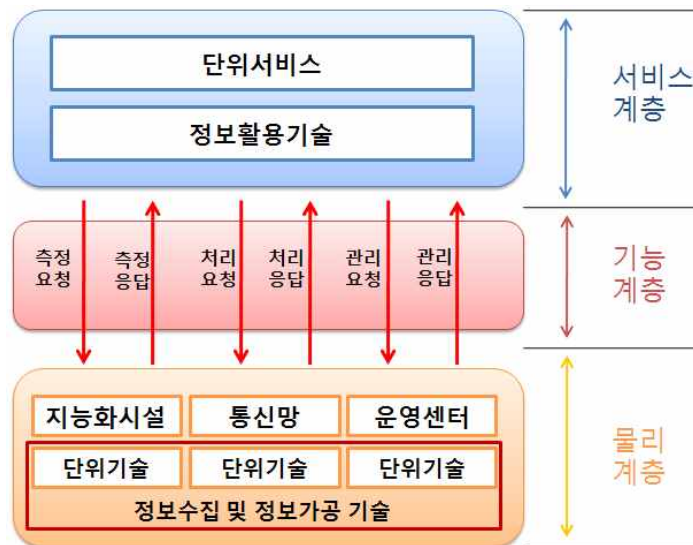 단위서비스
정보활용기술
서비스
계층
측정
요청
측정
응답
처리
요청
처리
응답
관리
요청
관리
응답
기능
계층
지능화시설
통신망
운영센터
단위기술
단위기술
단위기술
정보수집 및 정보가공 기술
물리
계층